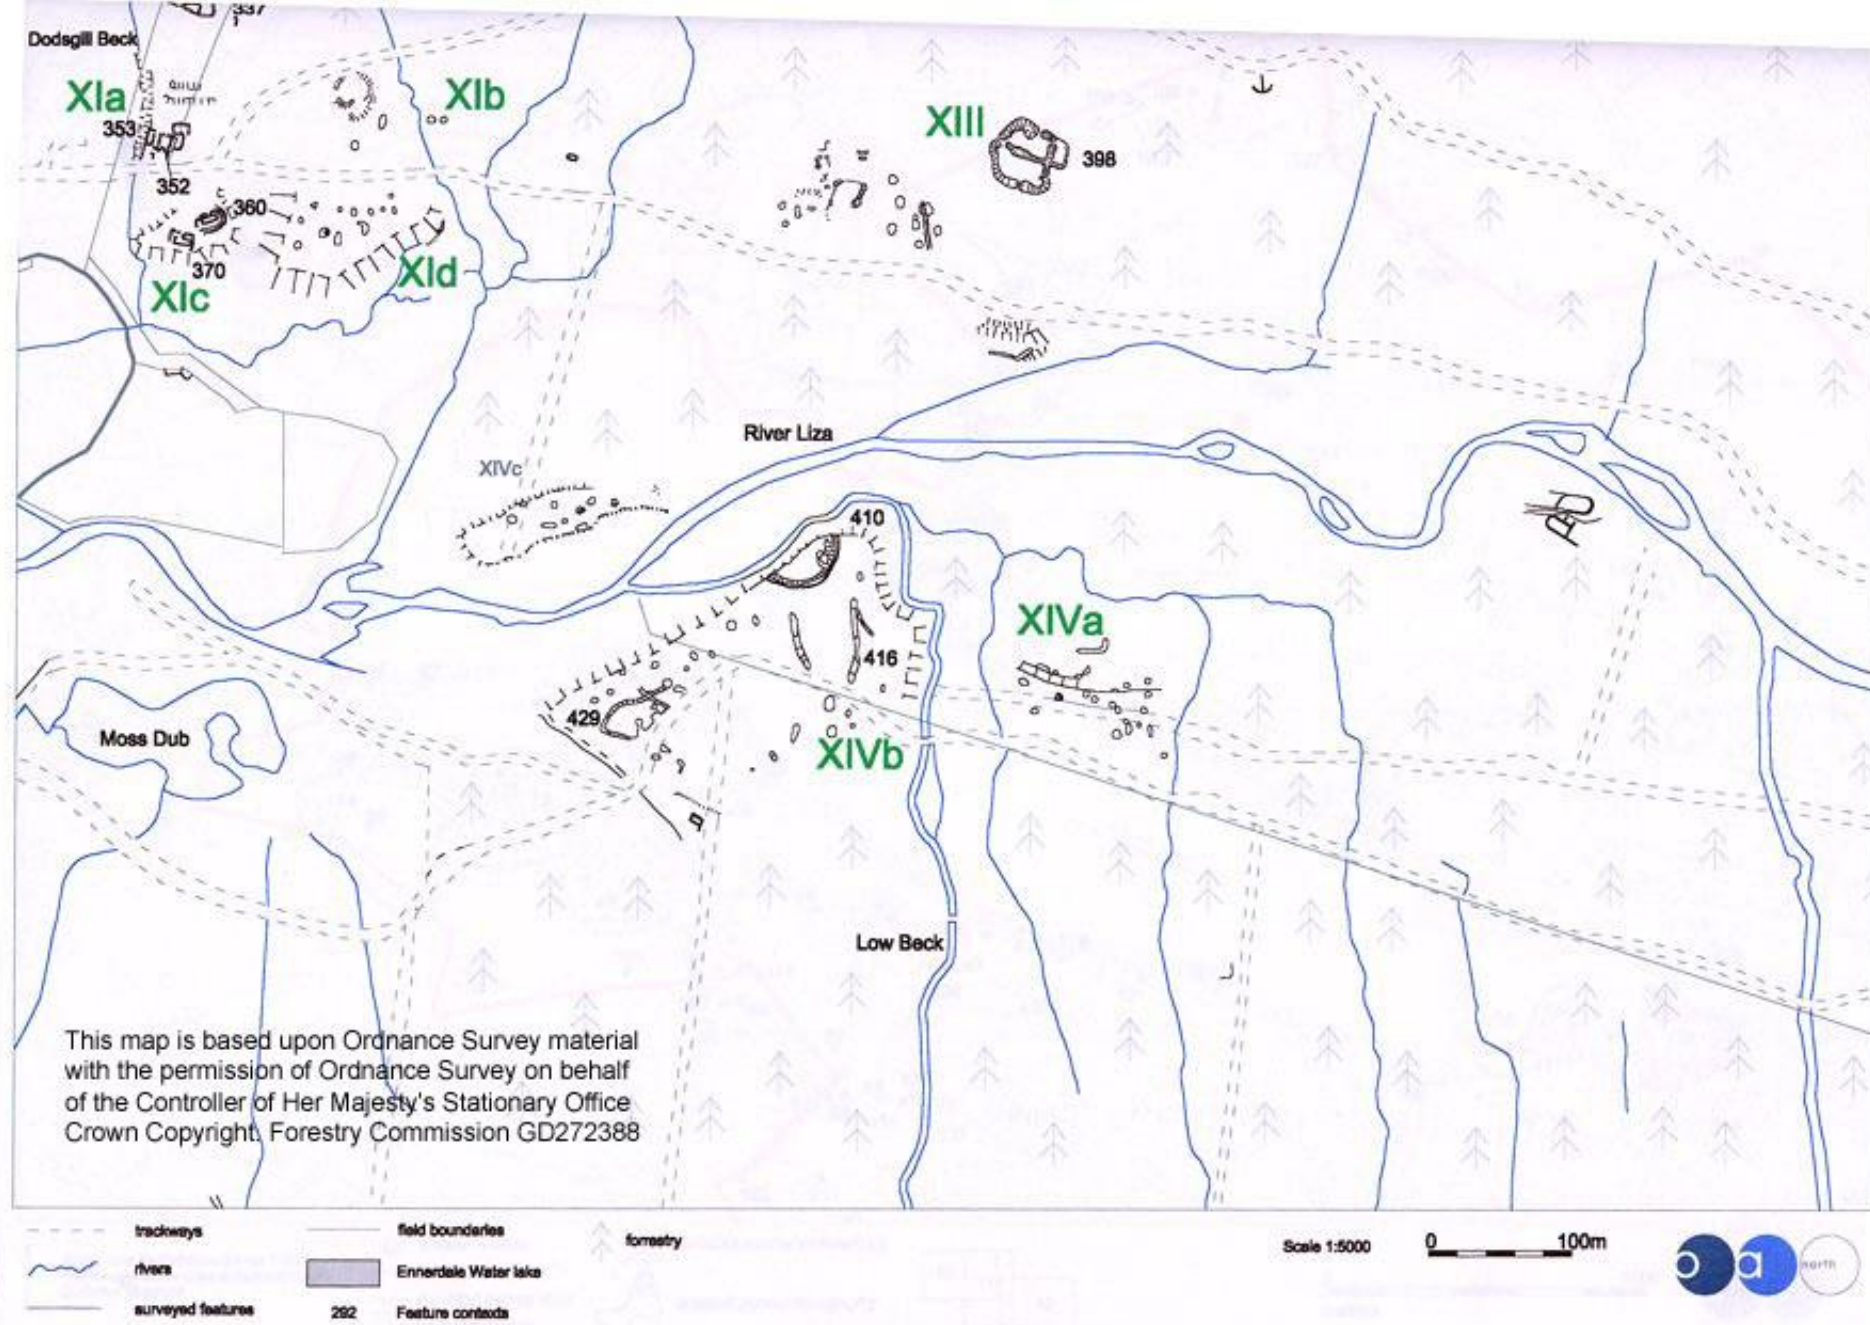 337
Dodsgill Beck
XIa
XIb
XIII
353
398
352
360
370
XId
XIc
River Liza
XIVc
410
XIVa
416
429
Moss Dub
XIVb
Low Beck
This map is based upon Ordnance Survey material
with the permission of Ordnance Survey on behalf
of the Controller of Her Majesty's Stationary Office
Crown Copyright. Forestry Commission GD272388
trackways
field boundaries
forrestry
Scale 1:5000
0
100m
rivers
Ennerdale Water lake
surveyed features
292
Feature contexts
o a north